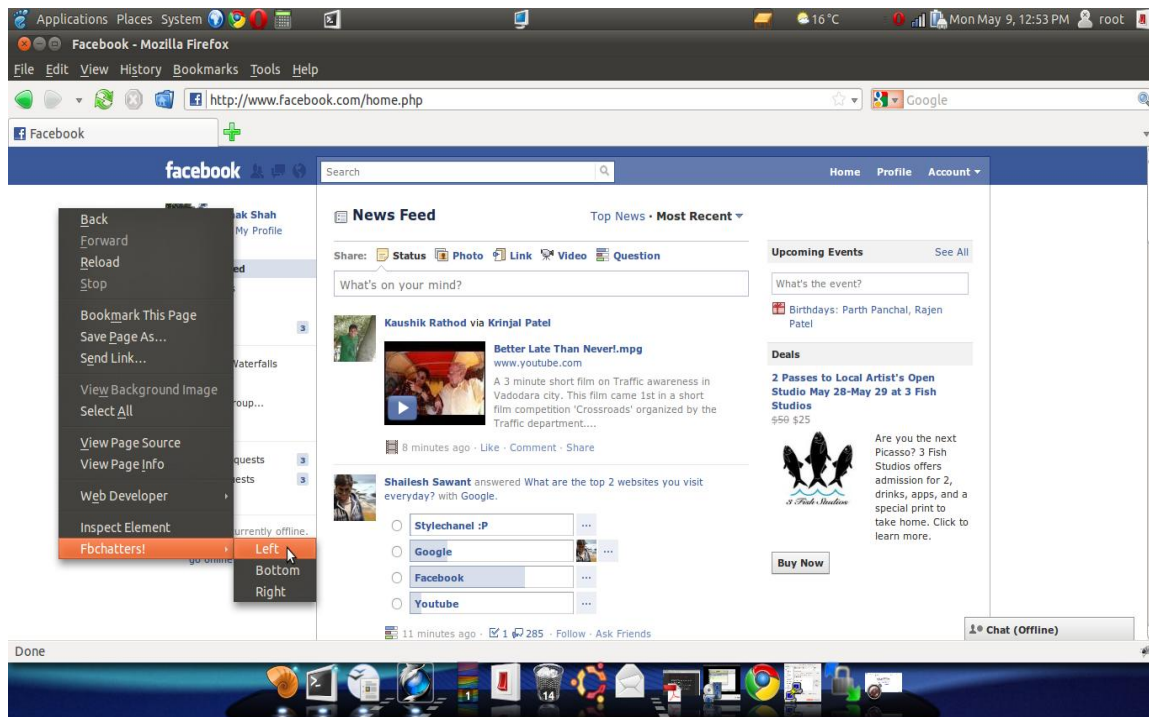 Applications Places System 16 °C Mon May 9, 12:53 PM root
Facebook - Mozilla Firefox
File Edit View History Bookmarks Tools Help
http://www.facebook.com/home.php Google
Facebook
facebook Search Home Profile Account
ak Shah
My Profile
Back
Forward
Reload
Stop
Bookmark This Page
Save Page As...
Send Link...
View Background Image
Select All
View Page Source
View Page Info
Web Developer
Inspect Element
Fbchatters!
Left
Bottom
Right
ed
3
Waterfalls
roup...
quests 3
ests 3
urrently offline.
go online
News Feed Top News · Most Recent
Share: Status Photo Link Video Question
What's on your mind?
Kaushik Rathod via Krinjal Patel
Better Late Than Never!.mpg
www.youtube.com
A 3 minute short film on Traffic awareness in
Vadodara city. This film came 1st in a short
film competition 'Crossroads' organized by the
Traffic department....
8 minutes ago · Like · Comment · Share
Shailesh Sawant answered What are the top 2 websites you visit
everyday? with Google.
Stylechanel :P ...
Google ...
Facebook ...
Youtube ...
11 minutes ago · 1 285 · Follow · Ask Friends
Upcoming Events See All
What's the event?
Birthdays: Parth Panchal, Rajen
Patel
Deals
2 Passes to Local Artist's Open
Studio May 28-May 29 at 3 Fish
Studios
$50 $25
3 Fish Studios
Are you the next
Picasso? 3 Fish
Studios offers
admission for 2,
drinks, apps, and a
special print to
take home. Click to
learn more.
Buy Now
Chat (Offline)
Done
1
14